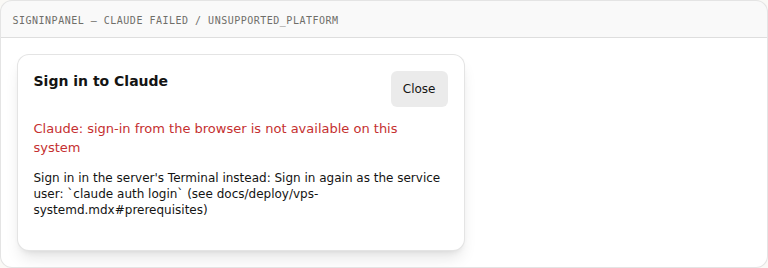 SIGNINPANEL — CLAUDE FAILED / UNSUPPORTED_PLATFORM
Sign in to Claude
Close
Claude: sign-in from the browser is not available on this
system
Sign in in the server's Terminal instead: Sign in again as the service
user: `claude auth login` (see docs/deploy/vps-
systemd.mdx#prerequisites)